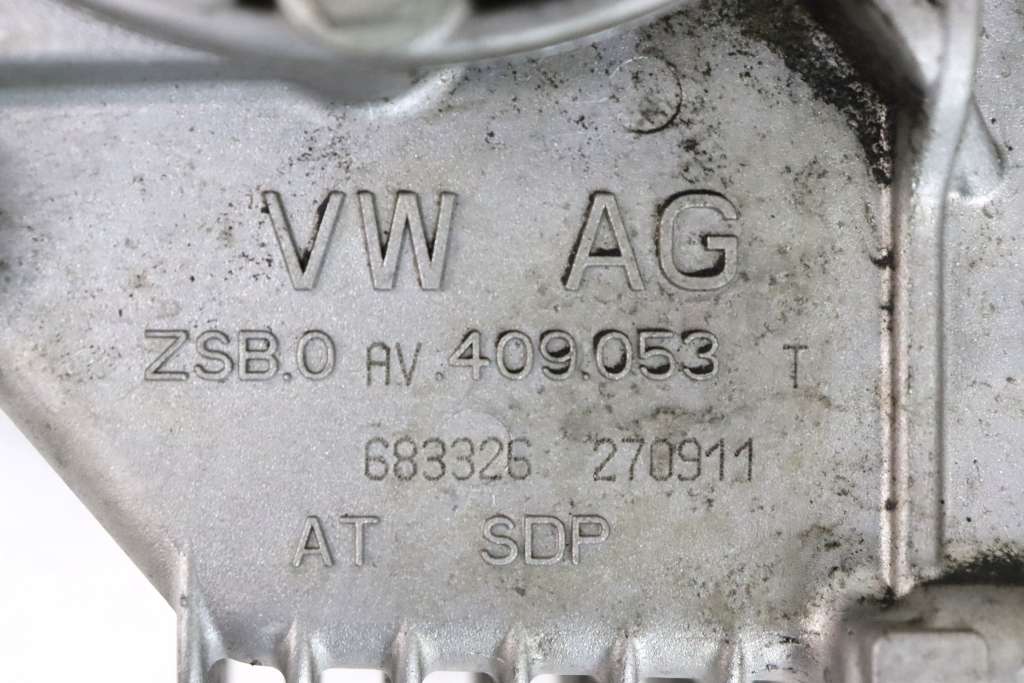 VW AG
ZSB.0 AV.409.053 T
683326 270911
AT SDP